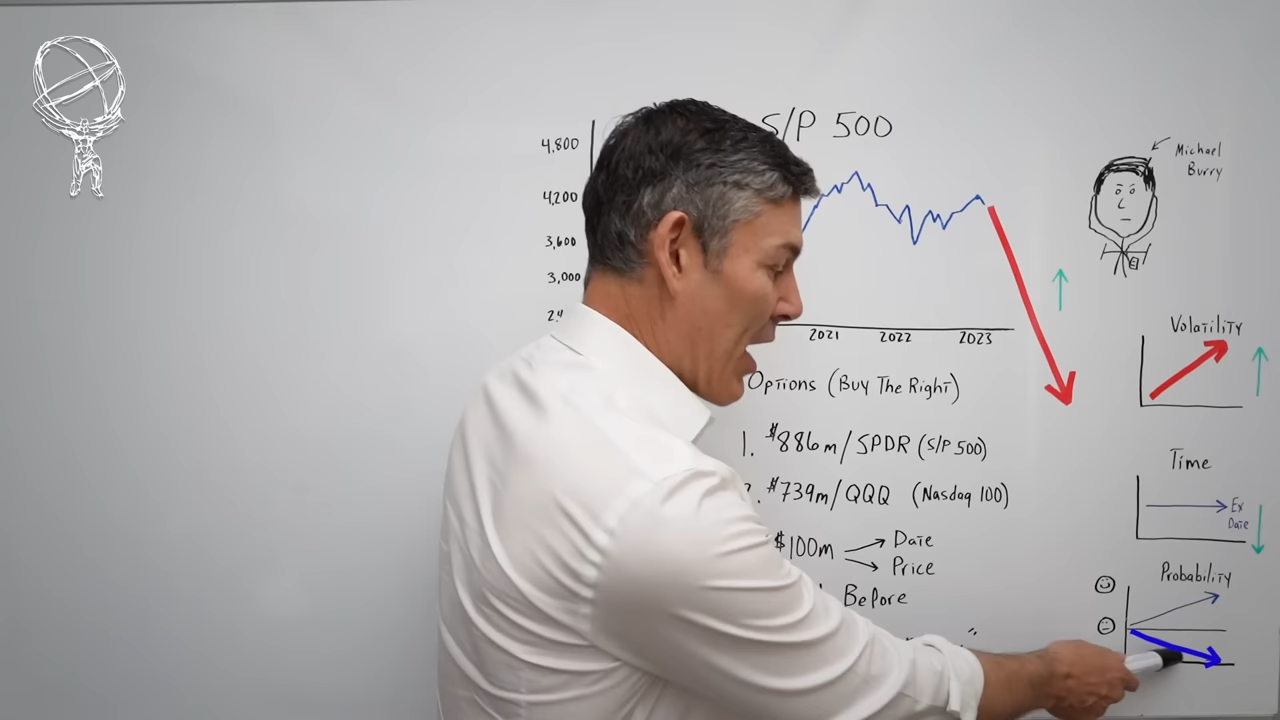 S/P 500
4,800
4,200
3,600
3,000
2021 2022 2023
Michael
Burry
Options (Buy The Right)
1. $886m/SPDR (S/P 500)
$739m/QQQ (Nasdaq 100)
$100m
Date
Price
Before
Volatility
Time
Ex
Date
Probability